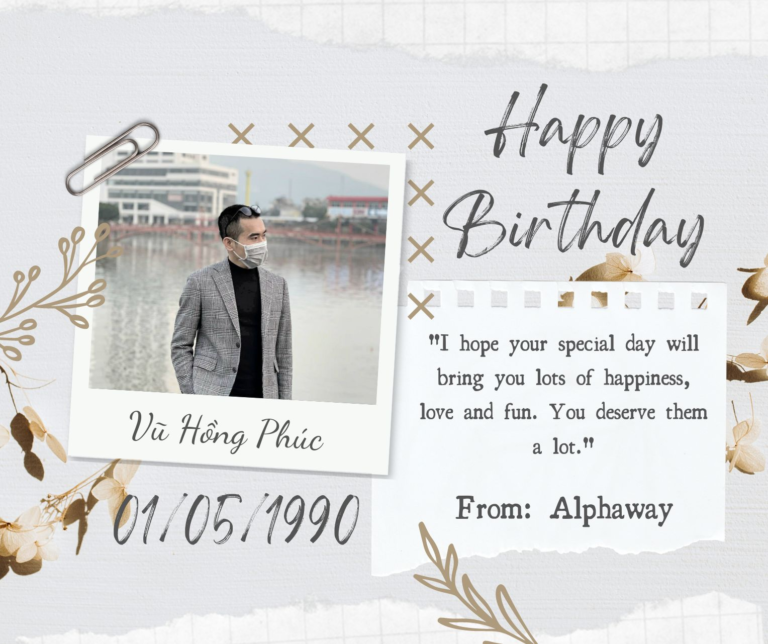 Happy
Birthday
"I hope your special day will
bring you lots of happiness,
love and fun. You deserve them
a lot."
From: Alphaway
Vũ Hồng Phúc
01/05/1990